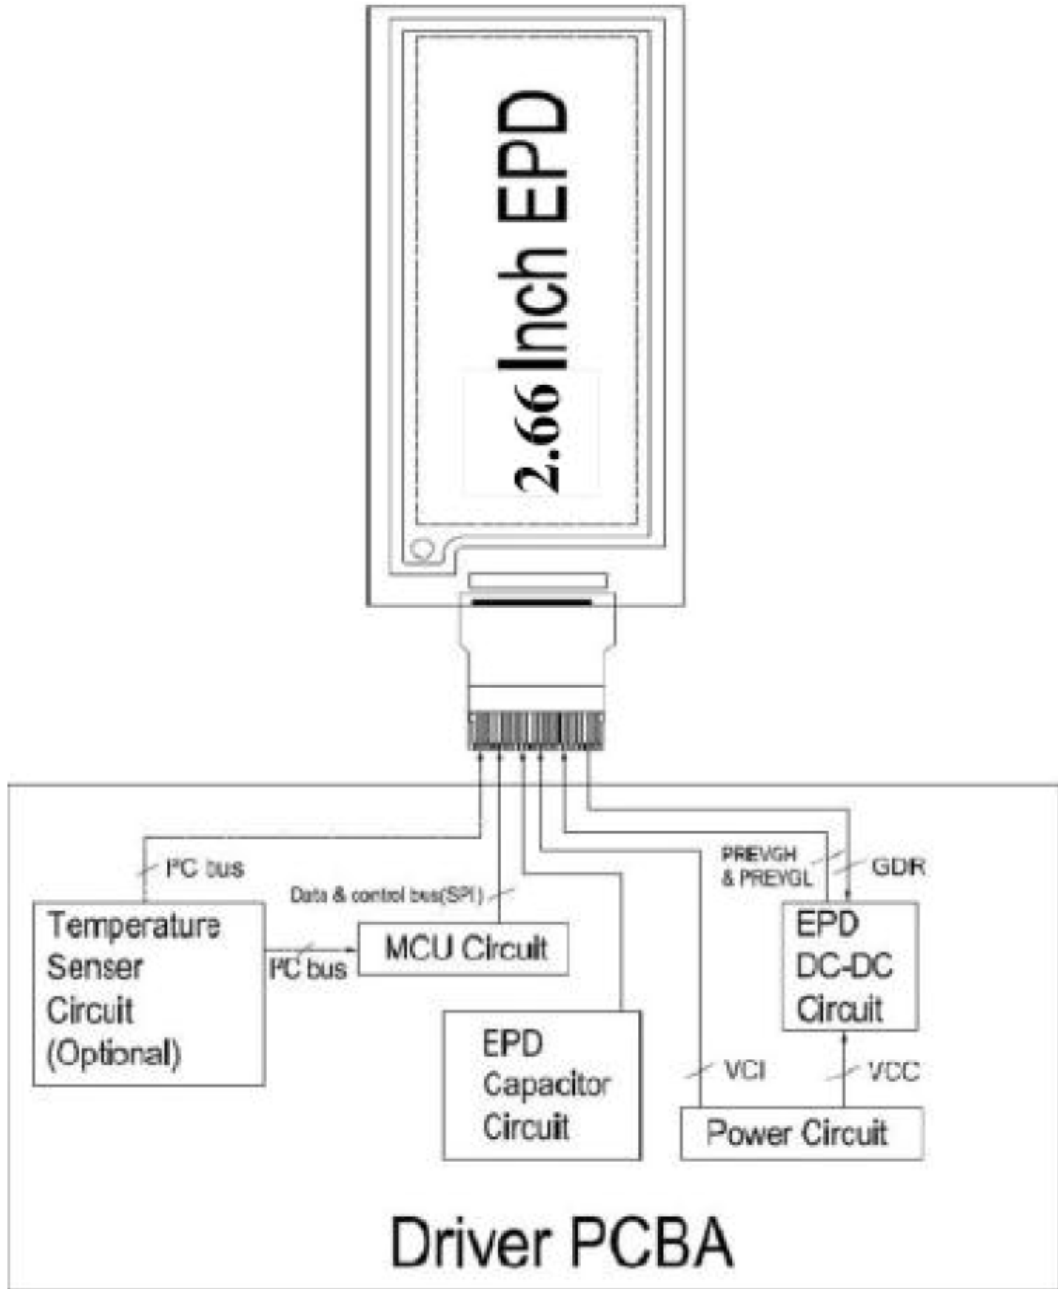 2.66 Inch EPD
I²C bus
PREVGH
& PREYGL
GDR
Data & control bus(SPI)
Temperature
Senser
Circuit
(Optional)
I²C bus
MCU Circuit
EPD
DC-DC
Circuit
EPD
Capacitor
Circuit
VCI
VCC
Power Circuit
Driver PCBA